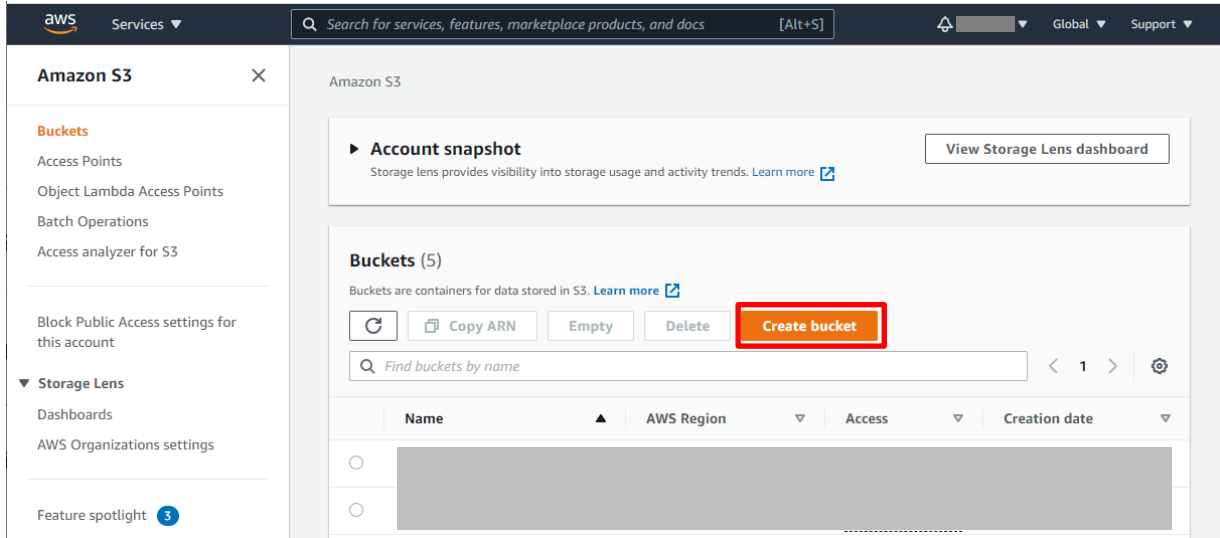 aws Services ▼ Search for services, features, marketplace products, and docs [Alt+S] Global ▼ Support ▼
Amazon S3
Buckets
Access Points
Object Lambda Access Points
Batch Operations
Access analyzer for S3
Block Public Access settings for
this account
▼ Storage Lens
Dashboards
AWS Organizations settings
Feature spotlight 3
Amazon S3
Account snapshot
Storage lens provides visibility into storage usage and activity trends. Learn more
View Storage Lens dashboard
Buckets (5)
Buckets are containers for data stored in S3. Learn more
Copy ARN Empty Delete Create bucket
Find buckets by name
1
Name AWS Region Access Creation date